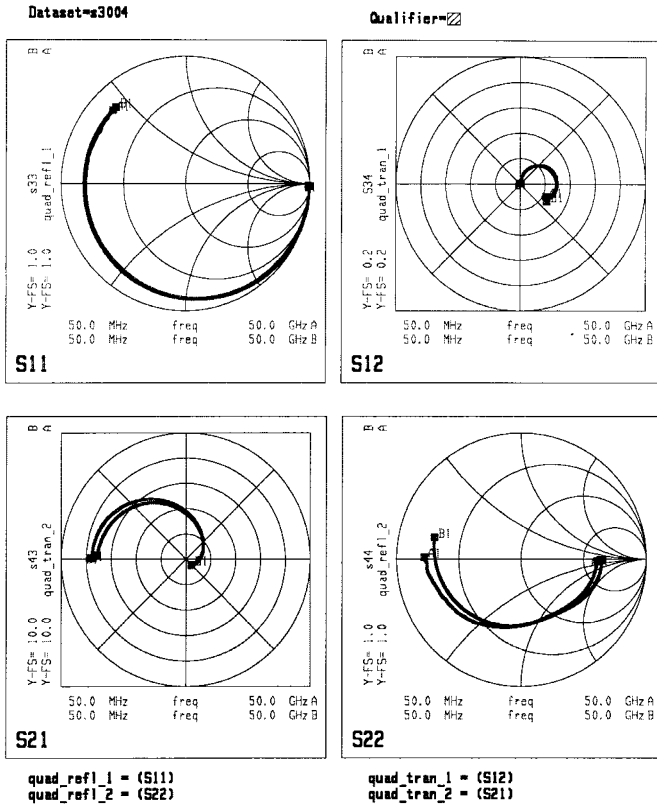 Dataset=s3004
Qualifier=
B
A
s33
quad_refl_1
Y-FS= 1.0
Y-FS= 1.0
50.0 MHz freq 50.0 GHz A
50.0 MHz freq 50.0 GHz B
S11
B
A
S34
quad_tran_1
Y-FS= 0.2
Y-FS= 0.2
50.0 MHz freq 50.0 GHz A
50.0 MHz freq 50.0 GHz B
S12
B
A
s43
quad_tran_2
Y-FS= 10.0
Y-FS= 10.0
50.0 MHz freq 50.0 GHz A
50.0 MHz freq 50.0 GHz B
S21
B
A
s44
quad_refl_2
Y-FS= 1.0
Y-FS= 1.0
B1
50.0 MHz freq 50.0 GHz A
50.0 MHz freq 50.0 GHz B
S22
quad_refl_1 = (S11)
quad_refl_2 = (S22)
quad_tran_1 = (S12)
quad_tran_2 = (S21)